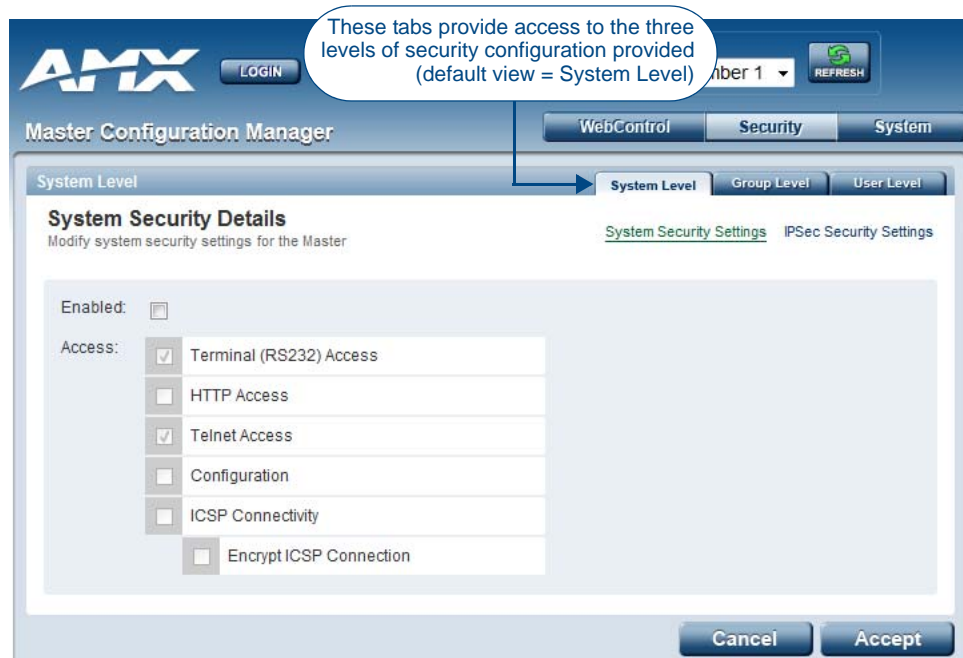 These tabs provide access to the three
levels of security configuration provided
(default view = System Level)
AMX
LOGIN
1
REFRESH
Master Configuration Manager
WebControl
Security
System
System Level
System Level
Group Level
User Level
System Security Details
Modify system security settings for the Master
System Security Settings
IPSec Security Settings
Enabled:
Access:
Terminal (RS232) Access
HTTP Access
Telnet Access
Configuration
ICSP Connectivity
Encrypt ICSP Connection
Cancel
Accept